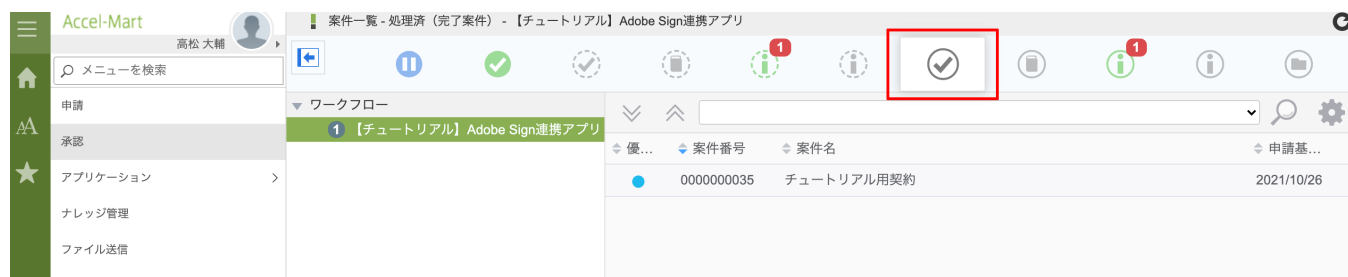 Accel-Mart
高松 大輔
メニューを検索
申請
承認
アプリケーション
ナレッジ管理
ファイル送信
案件一覧 - 処理済（完了案件） - 【チュートリアル】Adobe Sign連携アプリ
1
1
ワークフロー
1 【チュートリアル】Adobe Sign連携アプリ
優... 案件番号 案件名 申請基...
0000000035 チュートリアル用契約 2021/10/26